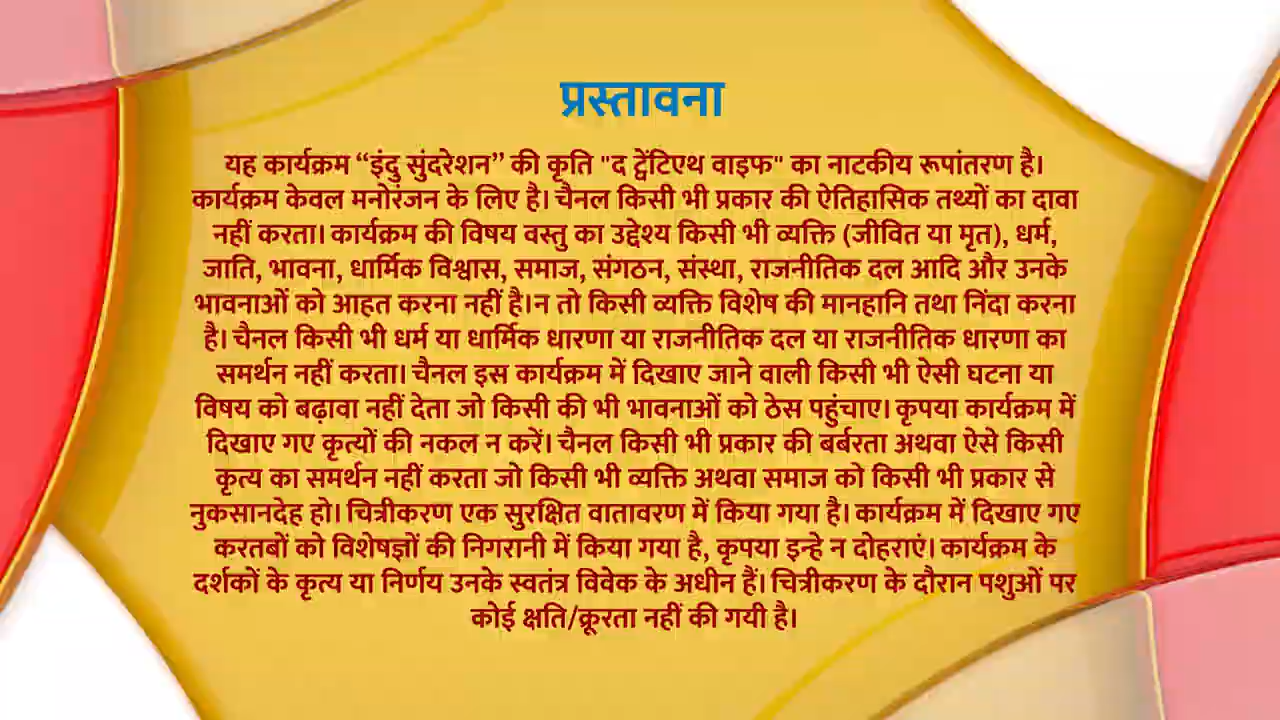 प्रस्तावना
यह कार्यक्रम “इंदु सुंदरेशन” की कृति "द ट्वेंटिएथ वाइफ" का नाटकीय रूपांतरण है।
कार्यक्रम केवल मनोरंजन के लिए है। चैनल किसी भी प्रकार की ऐतिहासिक तथ्यों का दावा
नहीं करता। कार्यक्रम की विषय वस्तु का उद्देश्य किसी भी व्यक्ति (जीवित या मृत), धर्म,
जाति, भावना, धार्मिक विश्वास, समाज, संगठन, संस्था, राजनीतिक दल आदि और उनके
भावनाओं को आहत करना नहीं है।न तो किसी व्यक्ति विशेष की मानहानि तथा निंदा करना
है। चैनल किसी भी धर्म या धार्मिक धारणा या राजनीतिक दल या राजनीतिक धारणा का
समर्थन नहीं करता। चैनल इस कार्यक्रम में दिखाए जाने वाली किसी भी ऐसी घटना या
विषय को बढ़ावा नहीं देता जो किसी की भी भावनाओं को ठेस पहुंचाए। कृपया कार्यक्रम में
दिखाए गए कृत्यों की नकल न करें। चैनल किसी भी प्रकार की बर्बरता अथवा ऐसे किसी
कृत्य का समर्थन नहीं करता जो किसी भी व्यक्ति अथवा समाज को किसी भी प्रकार से
नुकसानदेह हो। चित्रीकरण एक सुरक्षित वातावरण में किया गया है। कार्यक्रम में दिखाए गए
करतबों को विशेषज्ञों की निगरानी में किया गया है, कृपया इन्हे न दोहराएं। कार्यक्रम के
दर्शकों के कृत्य या निर्णय उनके स्वतंत्र विवेक के अधीन हैं। चित्रीकरण के दौरान पशुओं पर
कोई क्षति/क्रूरता नहीं की गयी है।